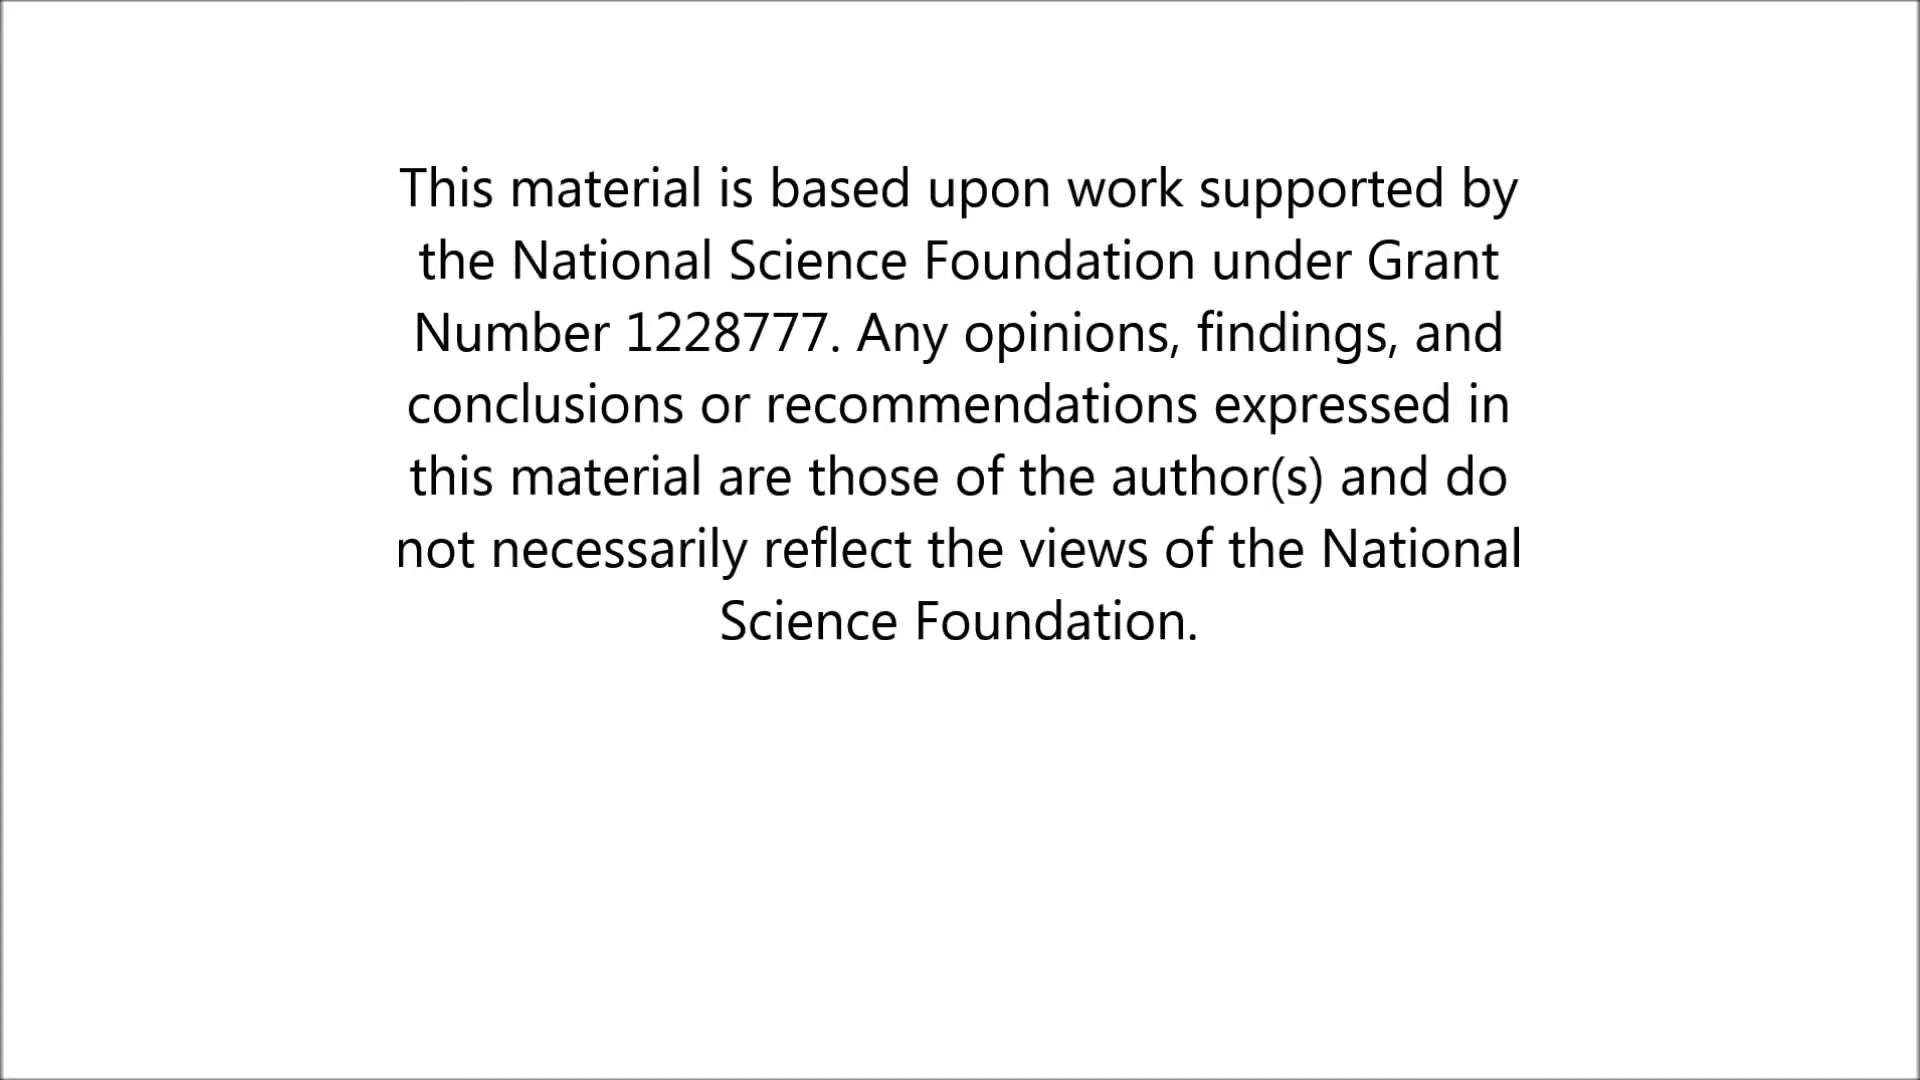 This material is based upon work supported by
the National Science Foundation under Grant
Number 1228777. Any opinions, findings, and
conclusions or recommendations expressed in
this material are those of the author(s) and do
not necessarily reflect the views of the National
Science Foundation.